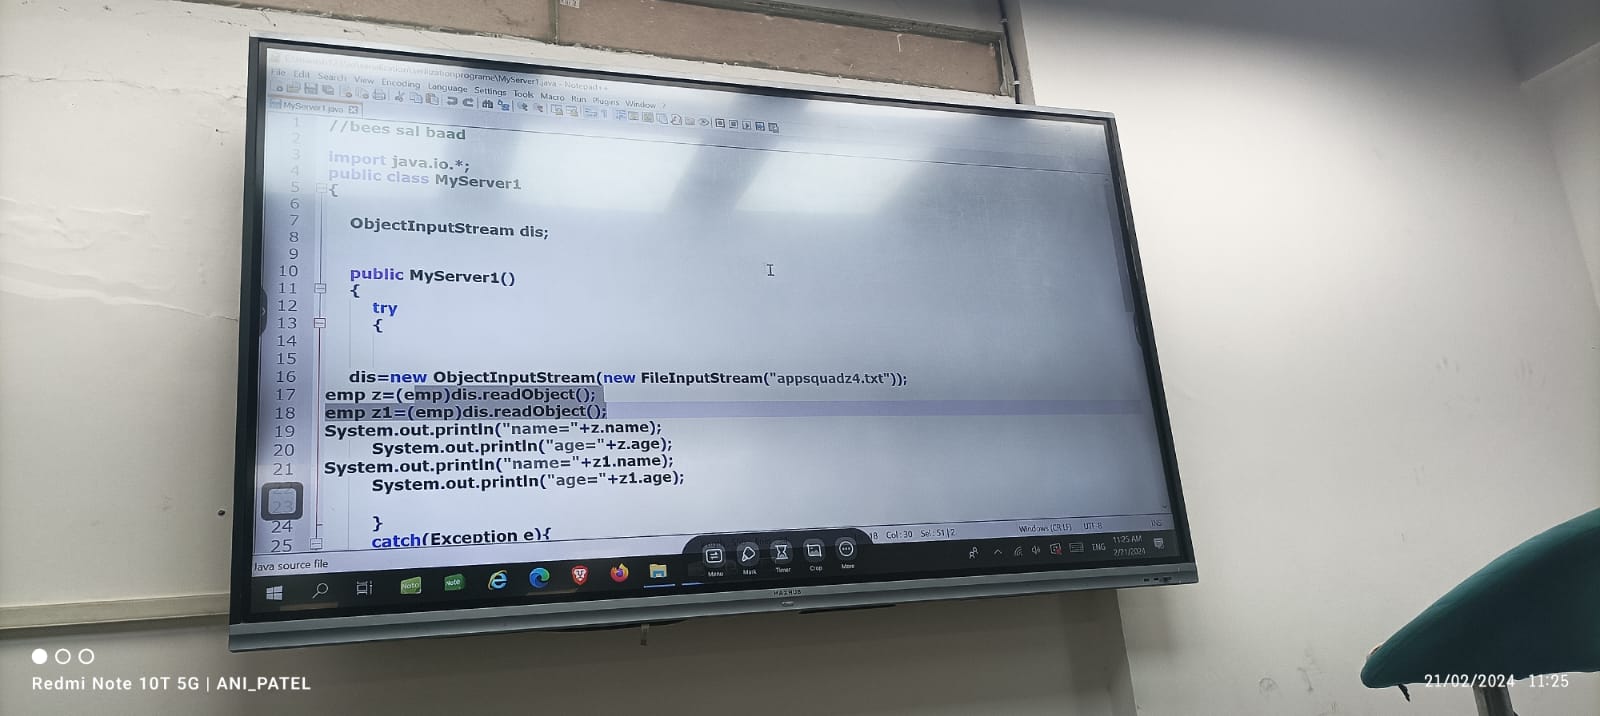 serilizationprograme\MyServer1.java - Notepad++
File Edit Search View Encoding Language Settings Tools Macro Run Plugins Window ?
MyServer1.java
1 //bees sal baad
2
3 import java.io.*;
4 public class MyServer1
5 {
6
7 ObjectInputStream dis;
8
9
10 public MyServer1()
11 {
12 try
13 {
14
15
16 dis=new ObjectInputStream(new FileInputStream("appsquadz4.txt"));
17 emp z=(emp)dis.readObject();
18 emp z1=(emp)dis.readObject();
19 System.out.println("name="+z.name);
20 System.out.println("age="+z.age);
21 System.out.println("name="+z1.name);
System.out.println("age="+z1.age);
23
24 }
25 catch(Exception e){
Java source file
18 Col:30 Sel:51|2 Windows (CR LF) UTF-8 INS
Menu Mark Timer Crop More
Note Note
ENG 11:25 AM
2/21/2024
MAXHUB
Redmi Note 10T 5G | ANI_PATEL
21/02/2024 11:25